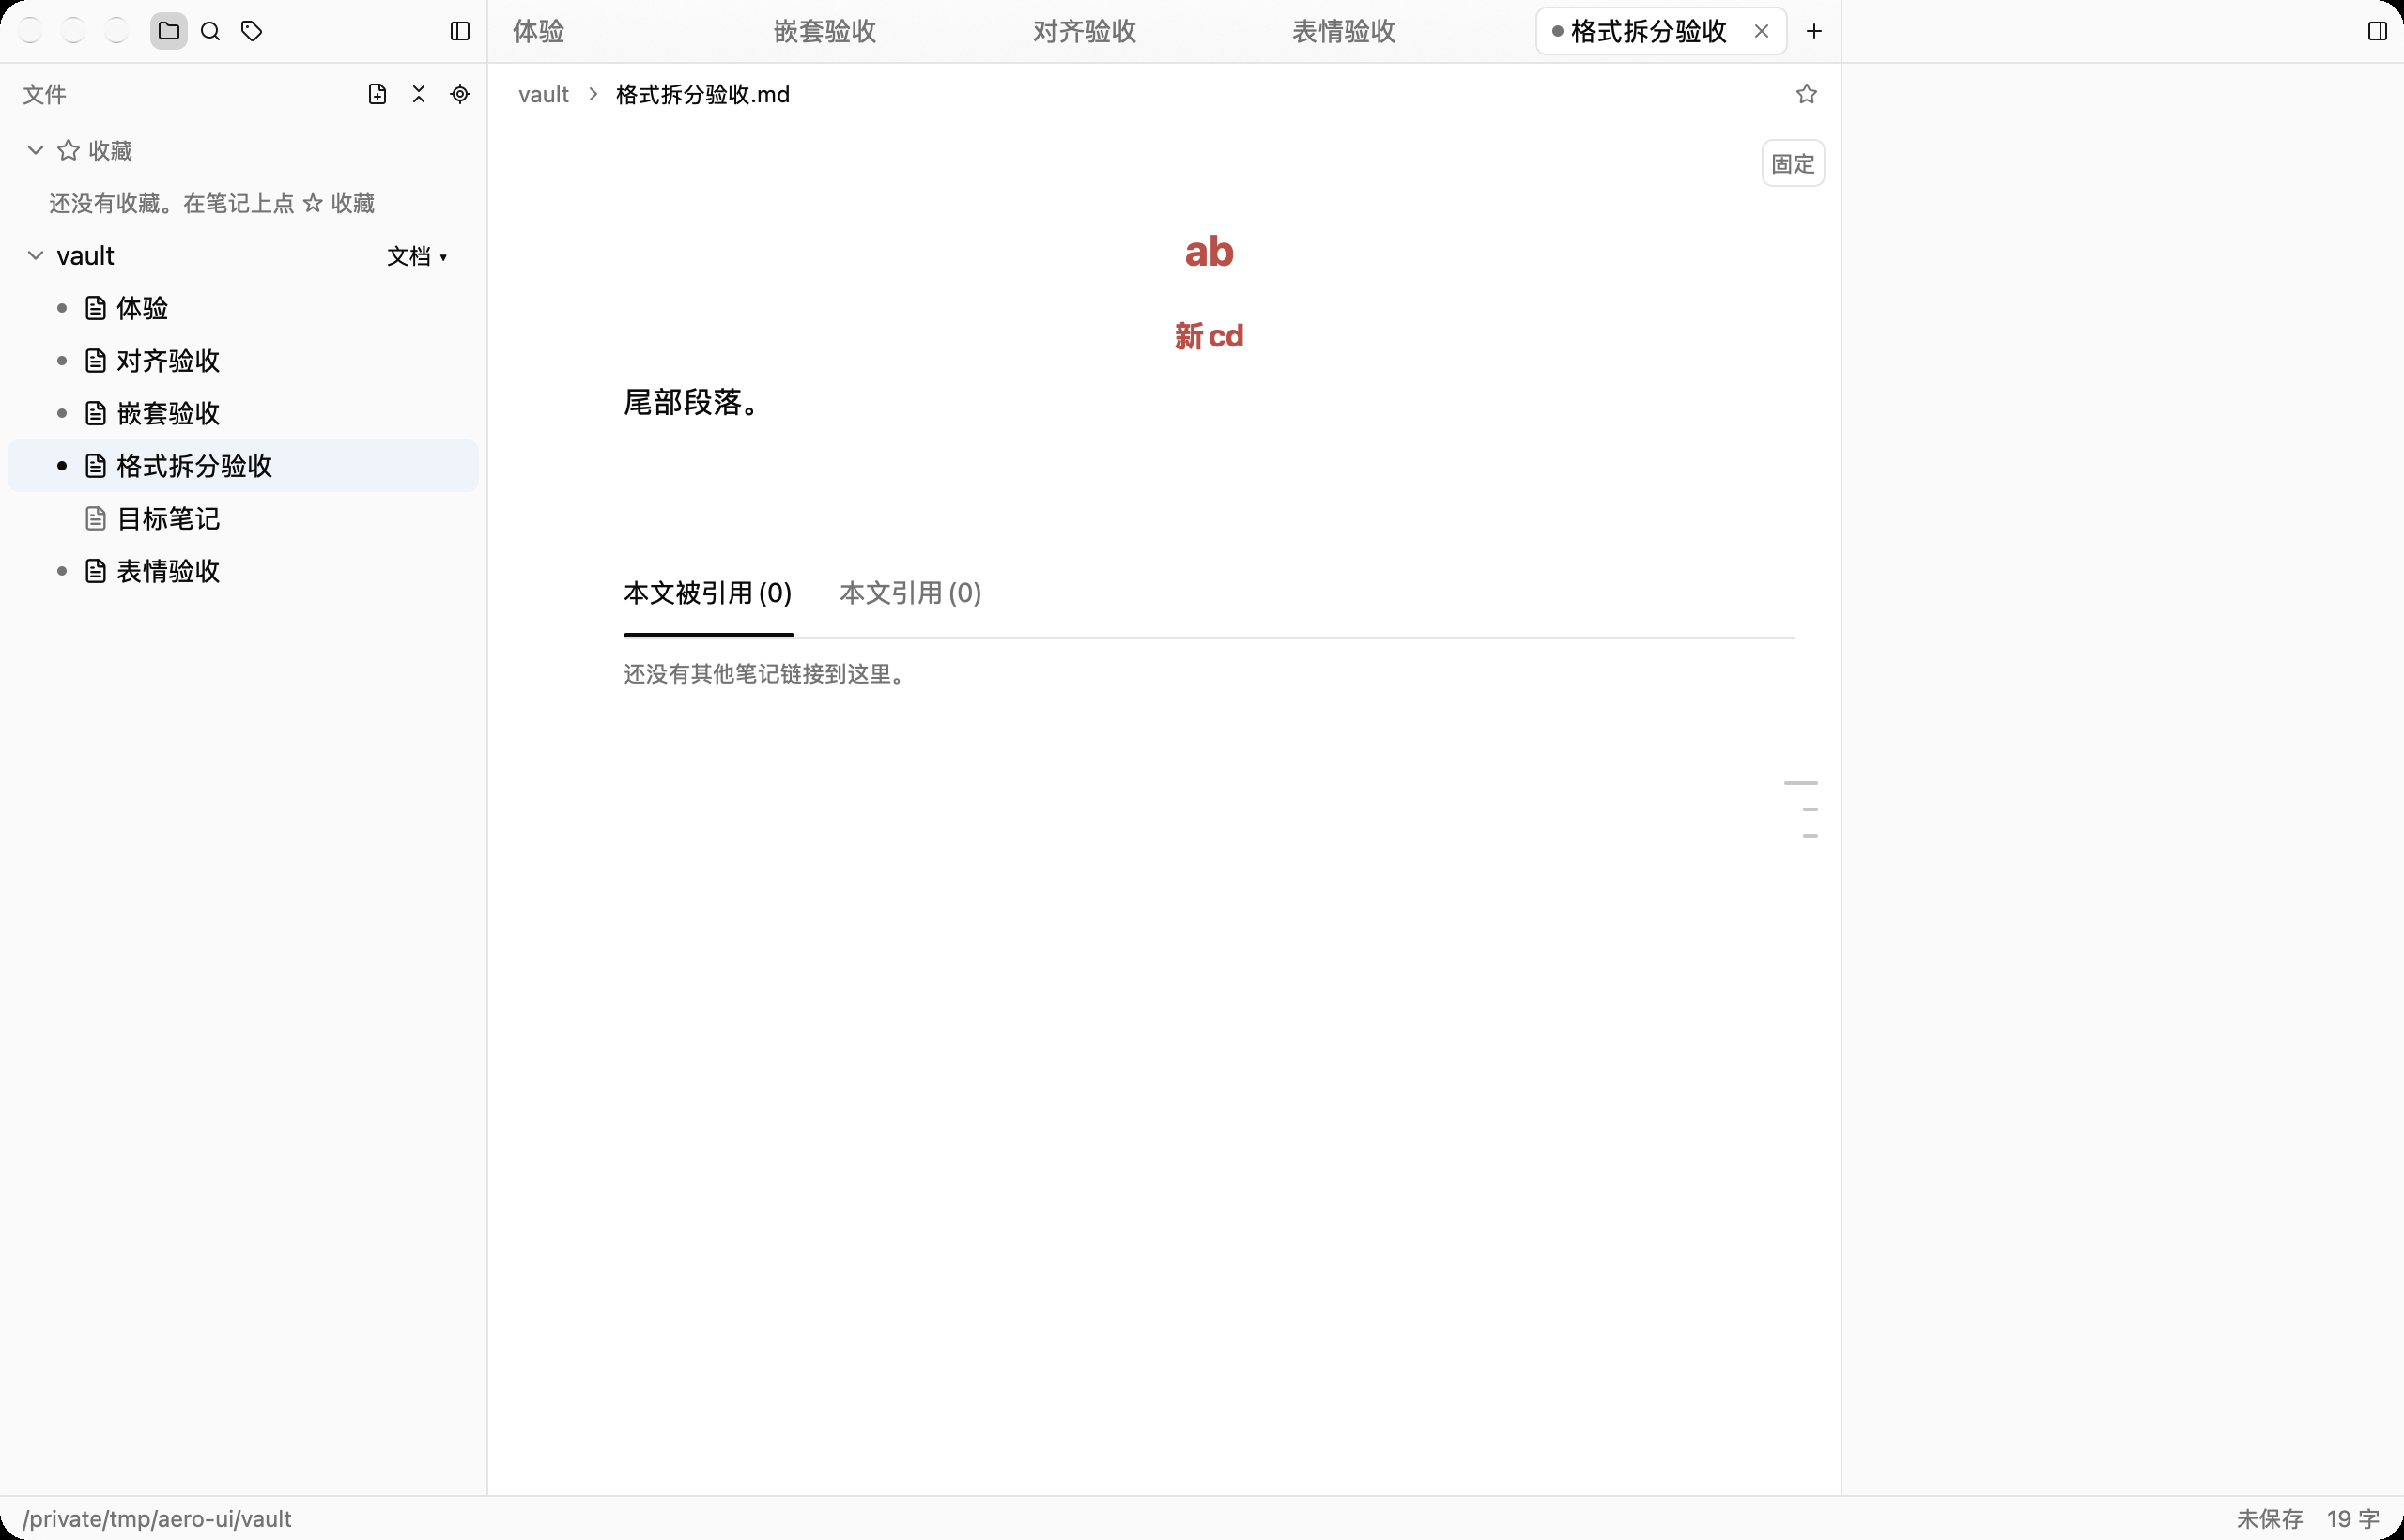 体验 嵌套验收 对齐验收 表情验收 格式拆分验收
文件
vault > 格式拆分验收.md
收藏
固定
还没有收藏。在笔记上点 ☆ 收藏
vault 文档
体验
对齐验收
嵌套验收
格式拆分验收
目标笔记
表情验收
ab
新cd
尾部段落。
本文被引用 (0) 本文引用 (0)
还没有其他笔记链接到这里。
/private/tmp/aero-ui/vault
未保存 19 字